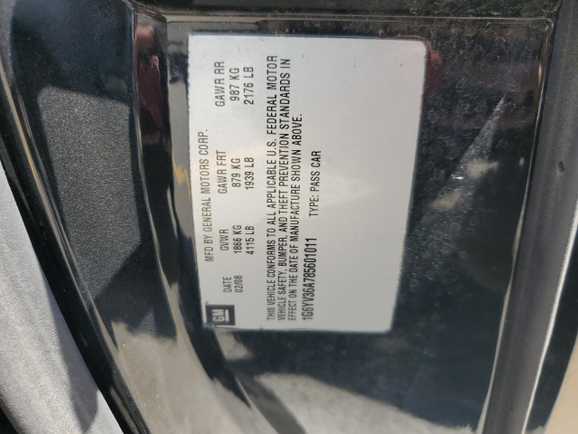 GM
MFD BY GENERAL MOTORS CORP.
DATE GVWR GAWR FRT GAWR RR
02/08 1866 KG 879 KG 987 KG
4115 LB 1939 LB 2176 LB
THIS VEHICLE CONFORMS TO ALL APPLICABLE U.S. FEDERAL MOTOR
VEHICLE SAFETY, BUMPER, AND THEFT PREVENTION STANDARDS IN
EFFECT ON THE DATE OF MANUFACTURE SHOWN ABOVE.
1G6YV36A785601011 TYPE: PASS CAR